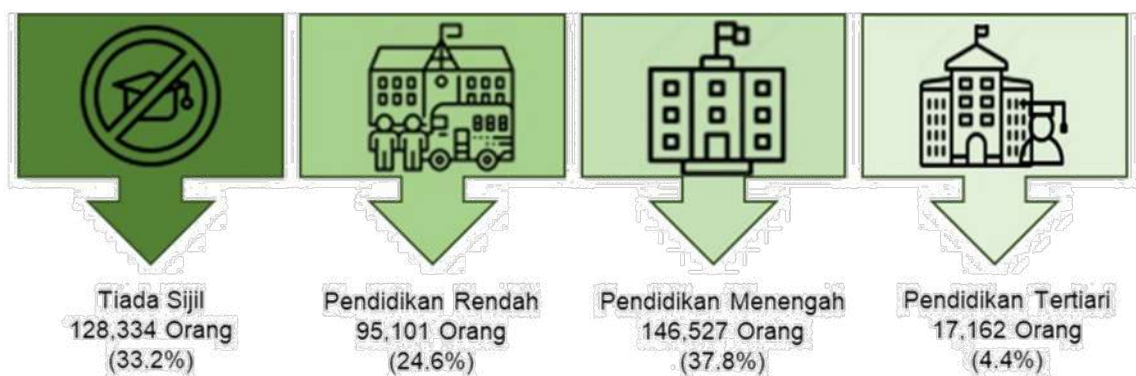 Tiada Sijil
128,334 Orang
(33.2%)
Pendidikan Rendah
95,101 Orang
(24.6%)
Pendidikan Menengah
146,527 Orang
(37.8%)
Pendidikan Tertiari
17,162 Orang
(4.4%)